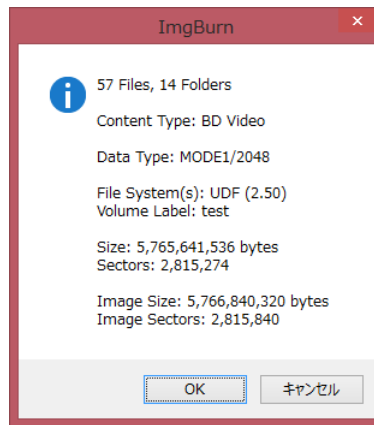 ImgBurn
57 Files, 14 Folders
Content Type: BD Video
Data Type: MODE1/2048
File System(s): UDF (2.50)
Volume Label: test
Size: 5,765,641,536 bytes
Sectors: 2,815,274
Image Size: 5,766,840,320 bytes
Image Sectors: 2,815,840
OK
キャンセル